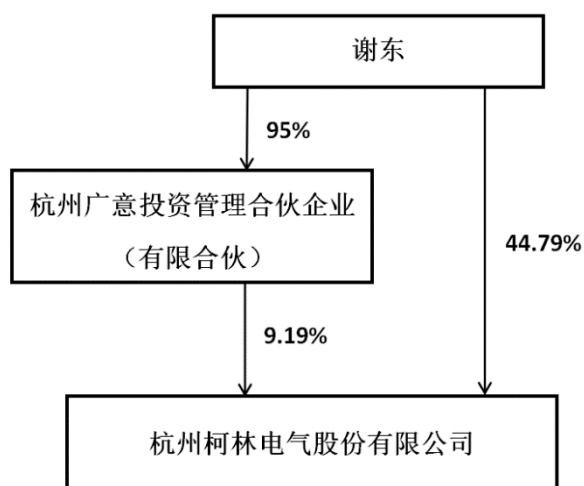 谢东
95%
杭州广意投资管理合伙企业
（有限合伙）
44.79%
9.19%
杭州柯林电气股份有限公司